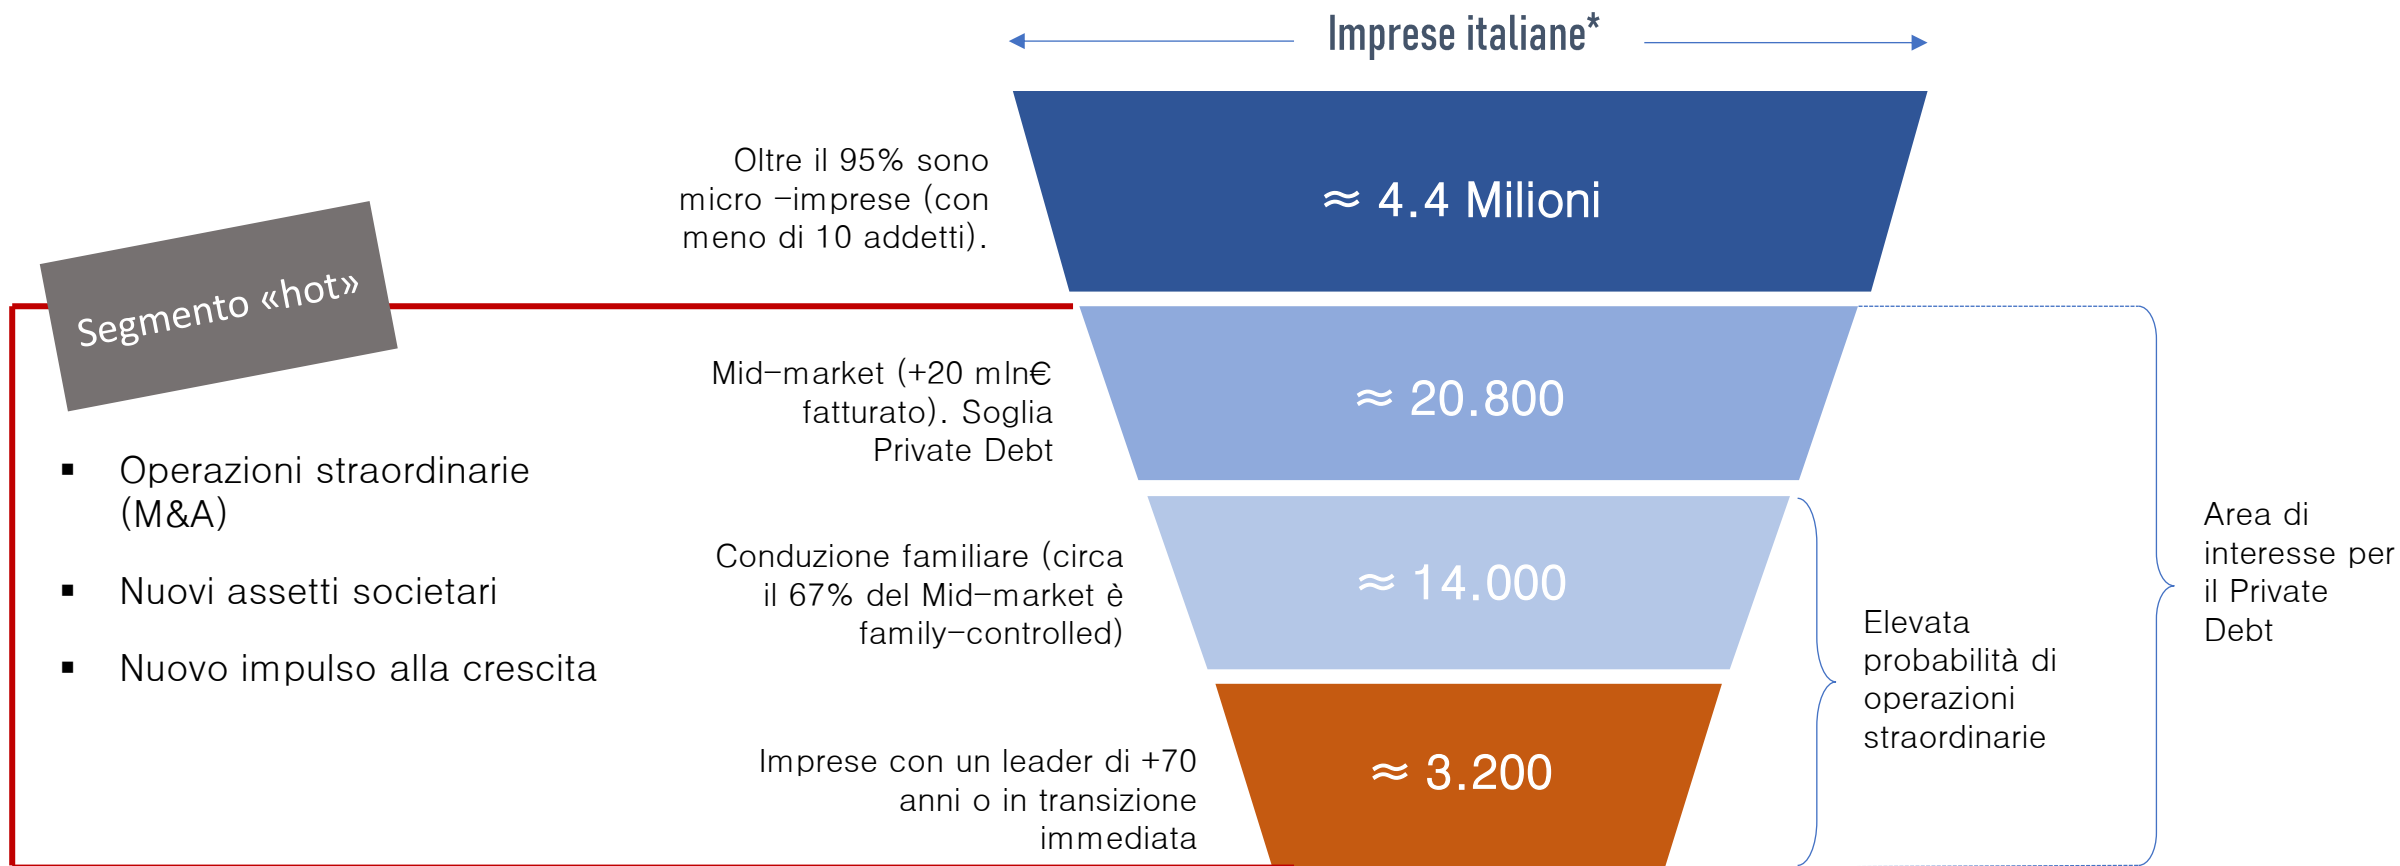 Imprese italiane*
Oltre il 95% sono
micro –imprese (con
meno di 10 addetti).
≈ 4.4 Milioni
Segmento «hot»
Mid–market (+20 mln€
fatturato). Soglia
Private Debt
≈ 20.800
▪ Operazioni straordinarie
(M&A)
▪ Nuovi assetti societari
▪ Nuovo impulso alla crescita
Conduzione familiare (circa
il 67% del Mid–market è
family–controlled)
≈ 14.000
Imprese con un leader di +70
anni o in transizione
immediata
≈ 3.200
Elevata
probabilità di
operazioni
straordinarie
Area di
interesse per
il Private
Debt